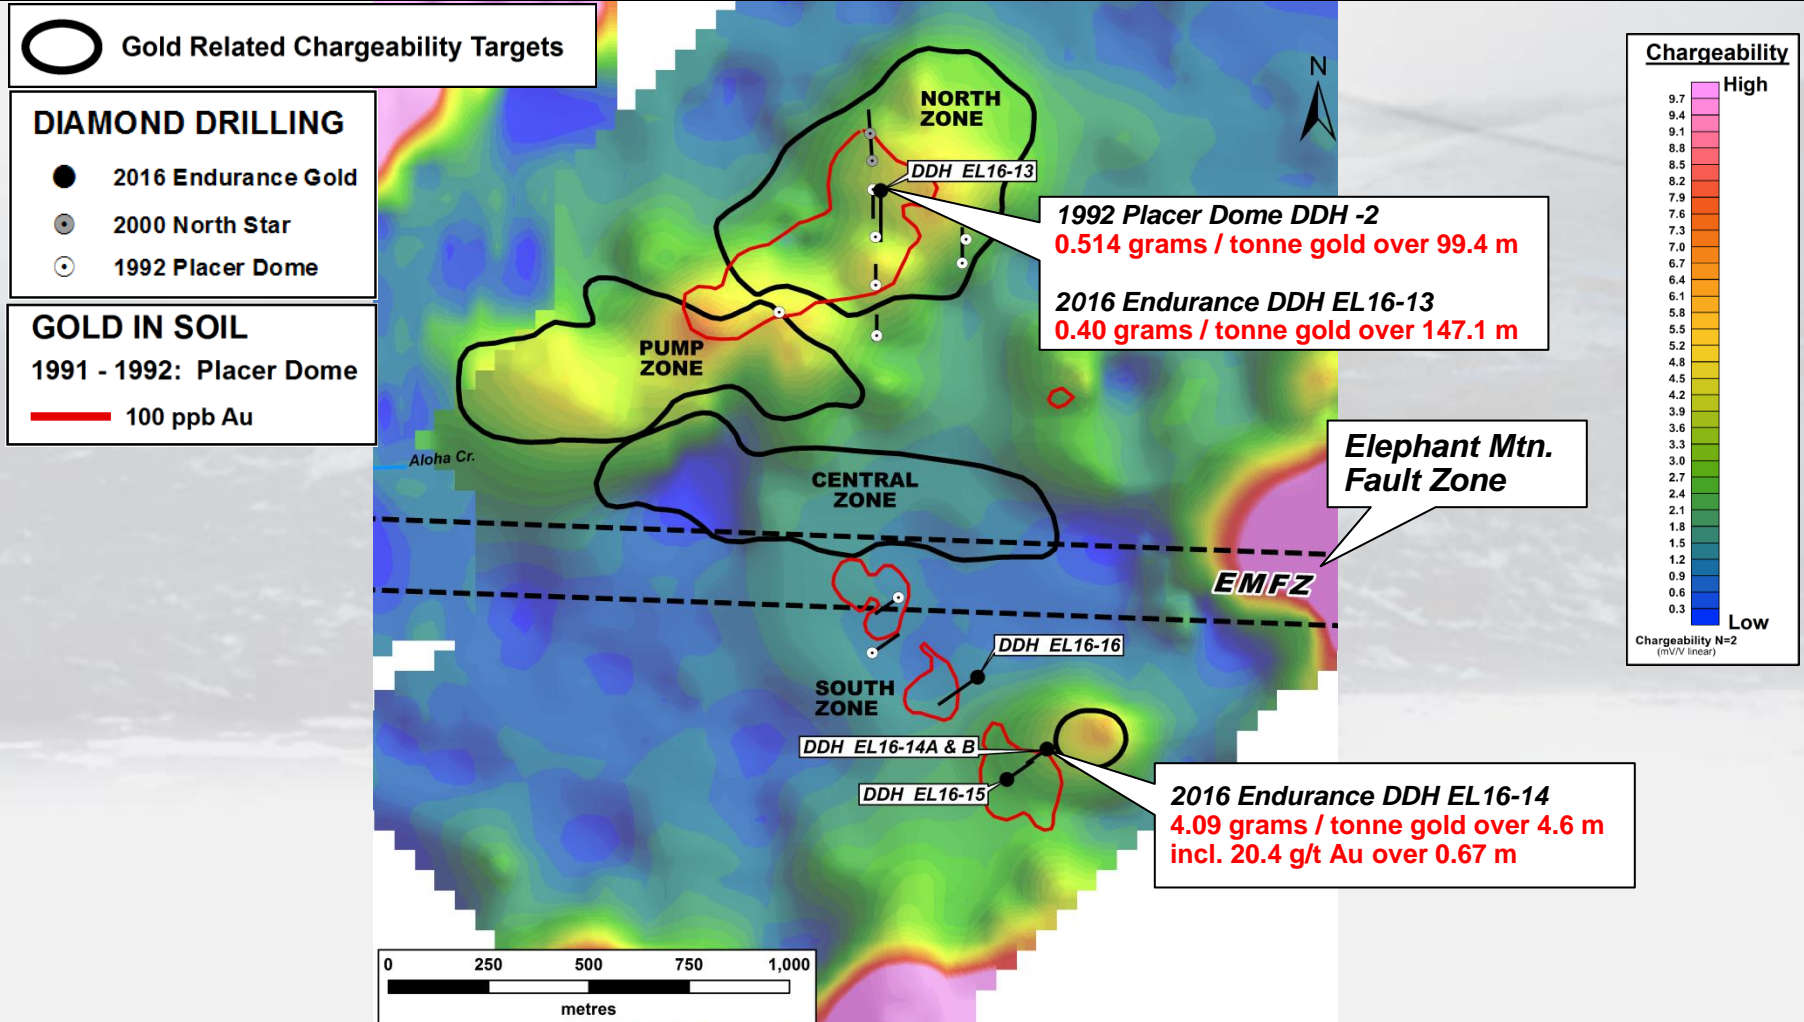 Gold Related Chargeability Targets
DIAMOND DRILLING
2016 Endurance Gold
2000 North Star
1992 Placer Dome
GOLD IN SOIL
1991 - 1992: Placer Dome
100 ppb Au
Aloha Cr.
NORTH
ZONE
DDH EL16-13
1992 Placer Dome DDH -2
0.514 grams / tonne gold over 99.4 m
2016 Endurance DDH EL16-13
0.40 grams / tonne gold over 147.1 m
PUMP
ZONE
CENTRAL
ZONE
Elephant Mtn.
Fault Zone
EMFZ
DDH EL16-16
SOUTH
ZONE
DDH EL16-14A & B
DDH EL16-15
2016 Endurance DDH EL16-14
4.09 grams / tonne gold over 4.6 m
incl. 20.4 g/t Au over 0.67 m
0 250 500 750 1,000
metres
N
Chargeability
High
9.7
9.4
9.1
8.8
8.5
8.2
7.9
7.6
7.3
7.0
6.7
6.4
6.1
5.8
5.5
5.2
4.8
4.5
4.2
3.9
3.6
3.3
3.0
2.7
2.4
2.1
1.8
1.5
1.2
0.9
0.6
0.3
Low
Chargeability N=2
(mV/V linear)